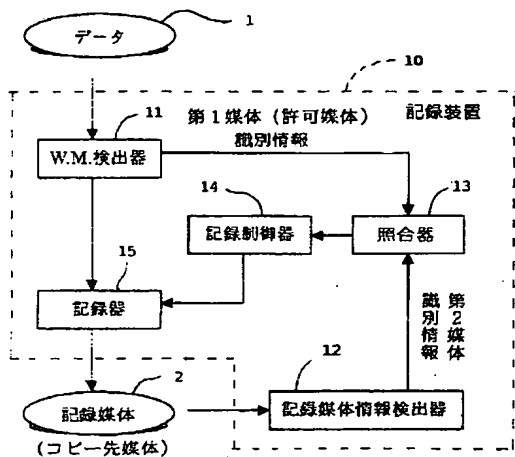 データ
1
10
第1媒体（許可媒体）
識別情報
記録装置
11
W.M.検出器
14
記録制御器
13
照合器
15
記録器
第2媒体
識別情報
12
記録媒体情報検出器
2
記録媒体
(コピー先媒体)